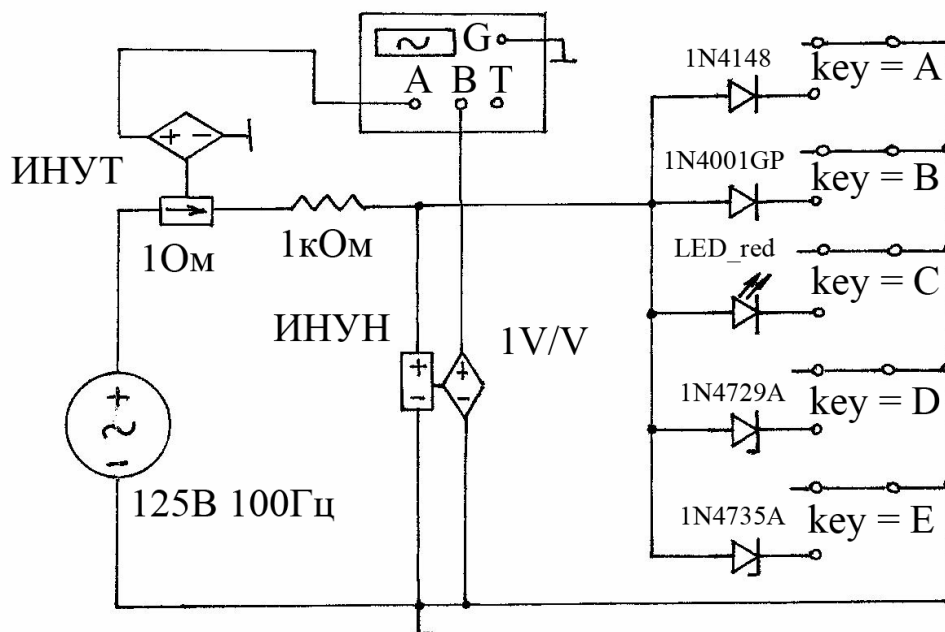 G
A B T
1N4148
key = A
ИНУТ
1N4001GP
key = B
1Ом
1кОм
LED_red
key = C
ИНУН
1V/V
1N4729A
key = D
125В 100Гц
1N4735A
key = E